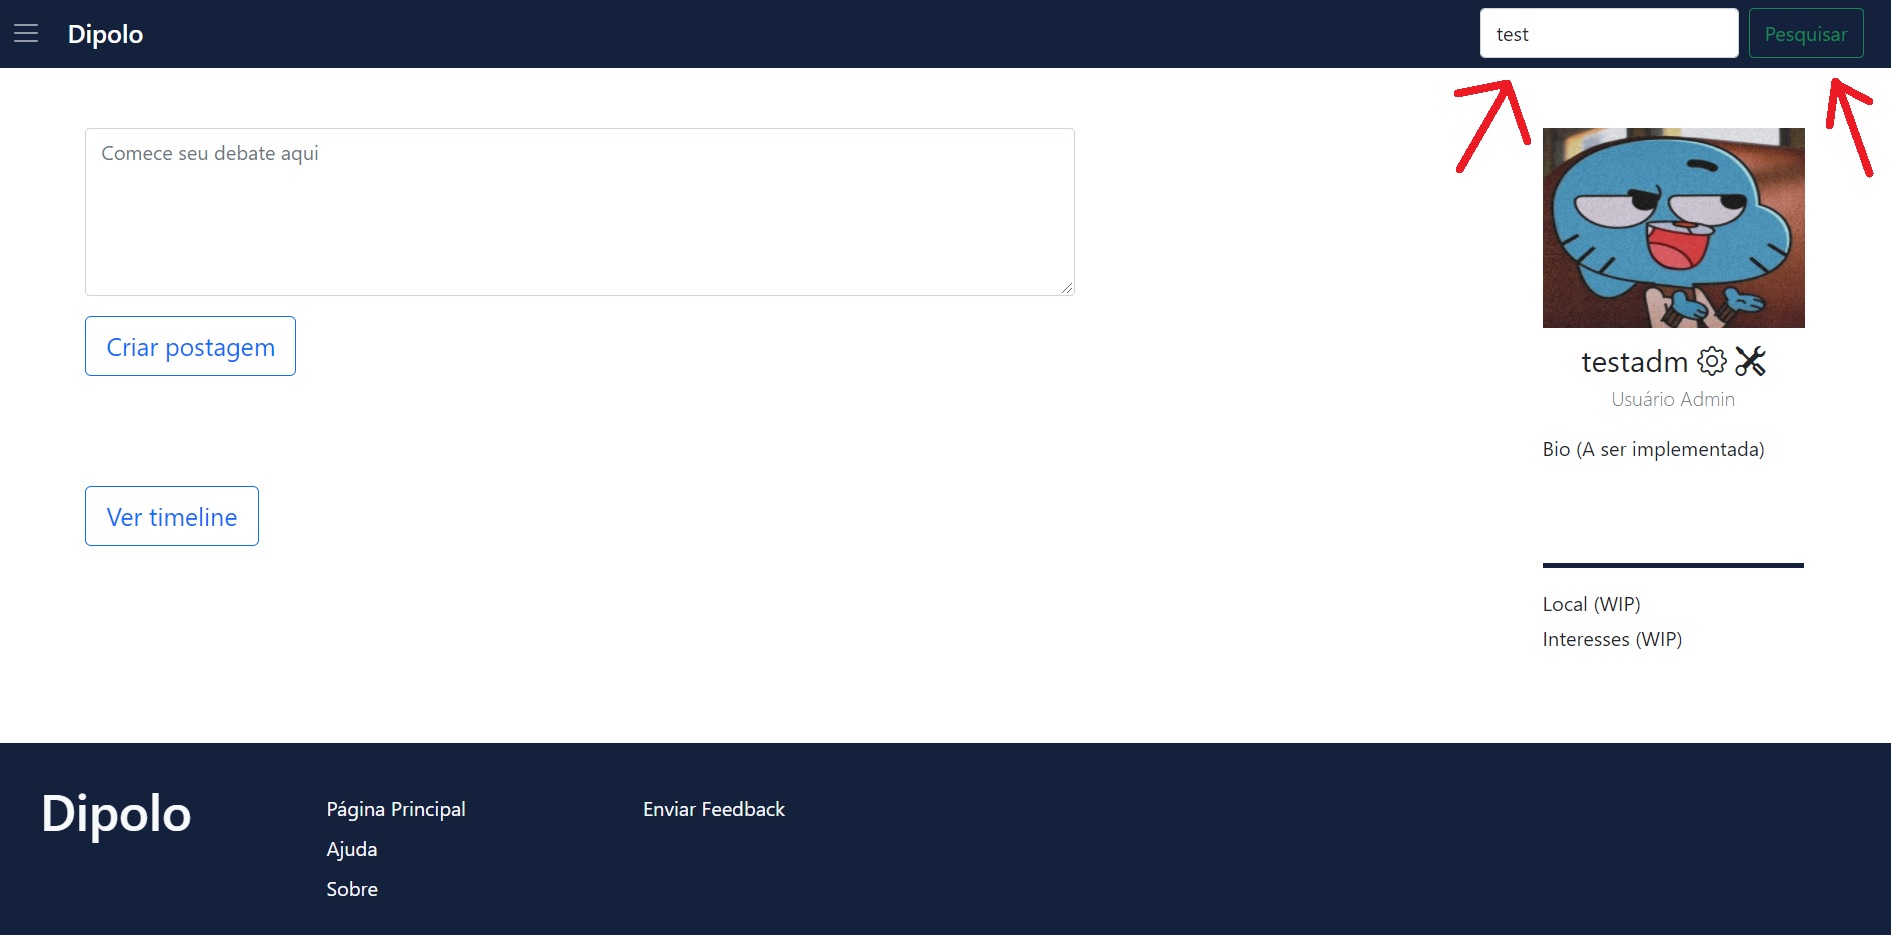 Dipolo
test
Pesquisar
Comece seu debate aqui
Criar postagem
Ver timeline
testadm
Usuário Admin
Bio (A ser implementada)
Local (WIP)
Interesses (WIP)
Dipolo
Página Principal
Ajuda
Sobre
Enviar Feedback